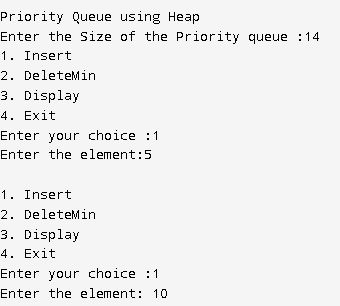 Priority Queue using Heap
Enter the Size of the Priority queue :14
1. Insert
2. DeleteMin
3. Display
4. Exit
Enter your choice :1
Enter the element:5
1. Insert
2. DeleteMin
3. Display
4. Exit
Enter your choice :1
Enter the element: 10